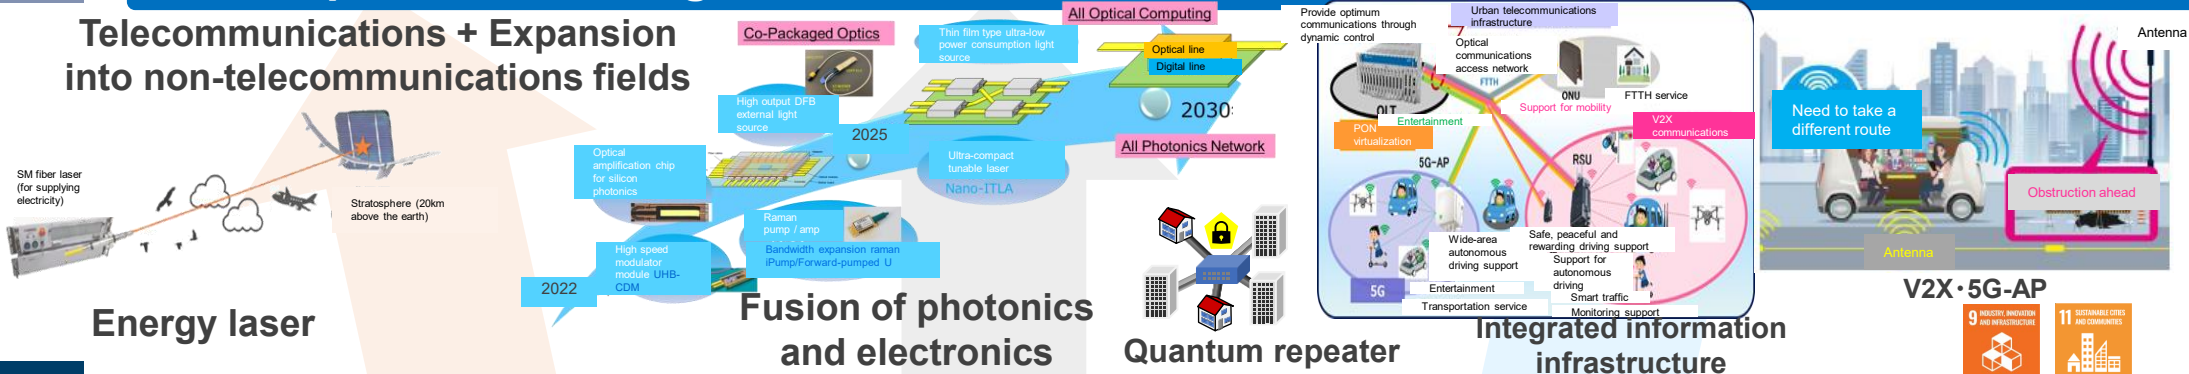 Telecommunications + Expansion
into non-telecommunications fields
SM fiber laser
(for supplying
electricity)
Stratosphere (20km
above the earth)
Energy laser
2022
High speed
modulator
module UHB-
CDM
Optical
amplification chip
for silicon
photonics
High output DFB
external light
source
Co-Packaged Optics
Raman
pump / amp
Bandwidth expansion raman
iPump/Forward-pumped U
2025
Thin film type ultra-low
power consumption light
source
Ultra-compact
tunable laser
Nano-ITLA
All Optical Computing
Optical line
Digital line
2030
All Photonics Network
Fusion of photonics
and electronics
Quantum repeater
Provide optimum
communications through
dynamic control
Urban telecommunications
infrastructure
Optical
communications
access network
FTTH
OLT
ONU
FTTH service
Support for mobility
Entertainment
PON
virtualization
V2X
communications
5G-AP
RSU
Wide-area
autonomous
driving support
Safe, peaceful and
rewarding driving support
Support for
autonomous
driving
5G
Entertainment
Smart traffic
Transportation service
Monitoring support
Integrated information
infrastructure
Antenna
Need to take a
different route
Obstruction ahead
Antenna
V2X・5G-AP
9 INDUSTRY, INNOVATION
AND INFRASTRUCTURE
11 SUSTAINABLE CITIES
AND COMMUNITIES